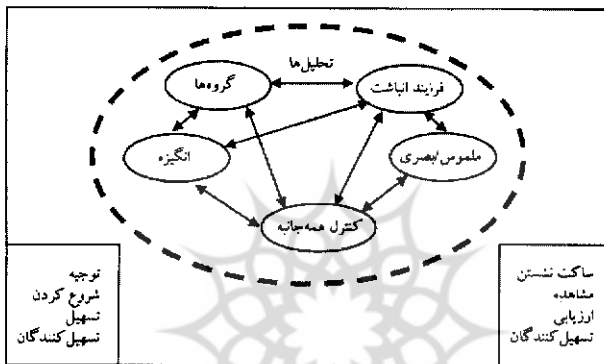 تحلیل‌ها
گروه‌ها
فرایند انباشت
انگیزه
ملموس/بصری
کنترل همه‌جانبه
ساکت نشستن
مشاهده
ارزیابی
تسهیل‌کنندگان
توجیه
شروع کردن
تسهیل
تسهیل‌کنندگان